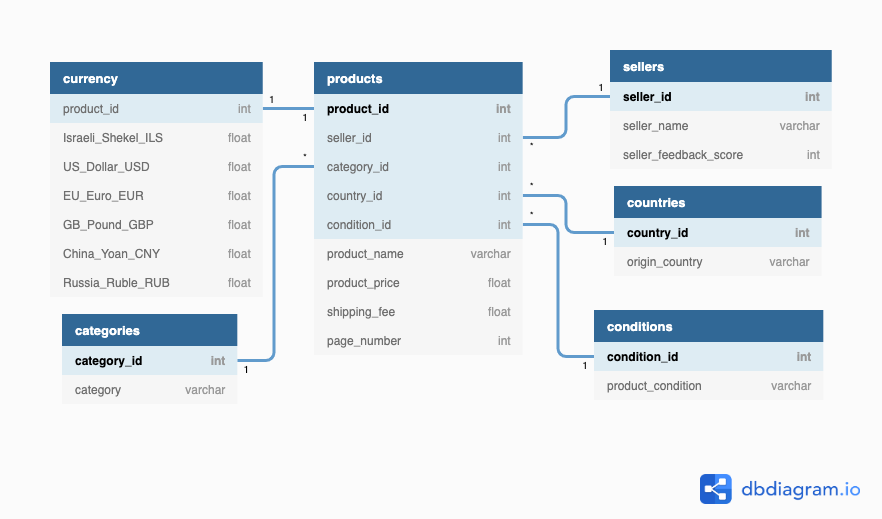 currency
product_id int
Israeli_Shekel_ILS float
US_Dollar_USD float
EU_Euro_EUR float
GB_Pound_GBP float
China_Yoan_CNY float
Russia_Ruble_RUB float
categories
category_id int
category varchar
products
product_id int
seller_id int
category_id int
country_id int
condition_id int
product_name varchar
product_price float
shipping_fee float
page_number int
sellers
seller_id int
seller_name varchar
seller_feedback_score int
countries
country_id int
origin_country varchar
conditions
condition_id int
product_condition varchar
1
1
*
1
1
*
*
1
*
1
dbdiagram.io